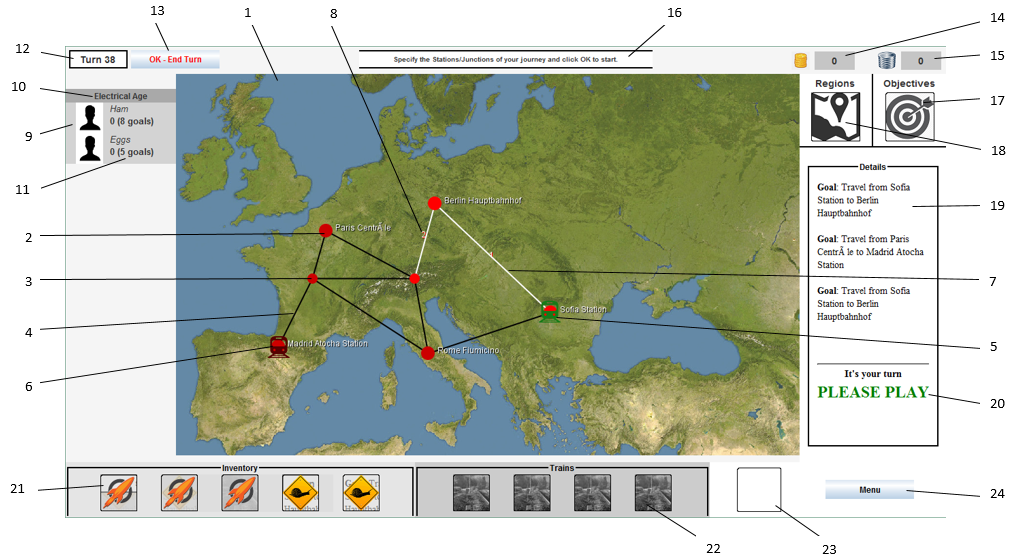 13
1
8
16
14
12
Turn 38
OK - End Turn
Specify the Stations/Junctions of your journey and click OK to start.
0
0
15
10
Electrical Age
Regions
Objectives
17
Ham
0 (8 goals)
9
Eggs
0 (5 goals)
18
11
Details
Goal: Travel from Sofia
Station to Berlin
Hauptbahnhof
19
Berlin Hauptbahnhof
2
Paris CentrÃ le
2
Goal: Travel from Paris
CentrÃ le to Madrid Atocha
Station
3
7
Goal: Travel from Sofia
Station to Berlin
Hauptbahnhof
Sofia Station
4
Madrid Atocha Station
Rome Fiumicino
5
6
It's your turn
PLEASE PLAY
20
Inventory
Trains
21
Menu
24
22
23